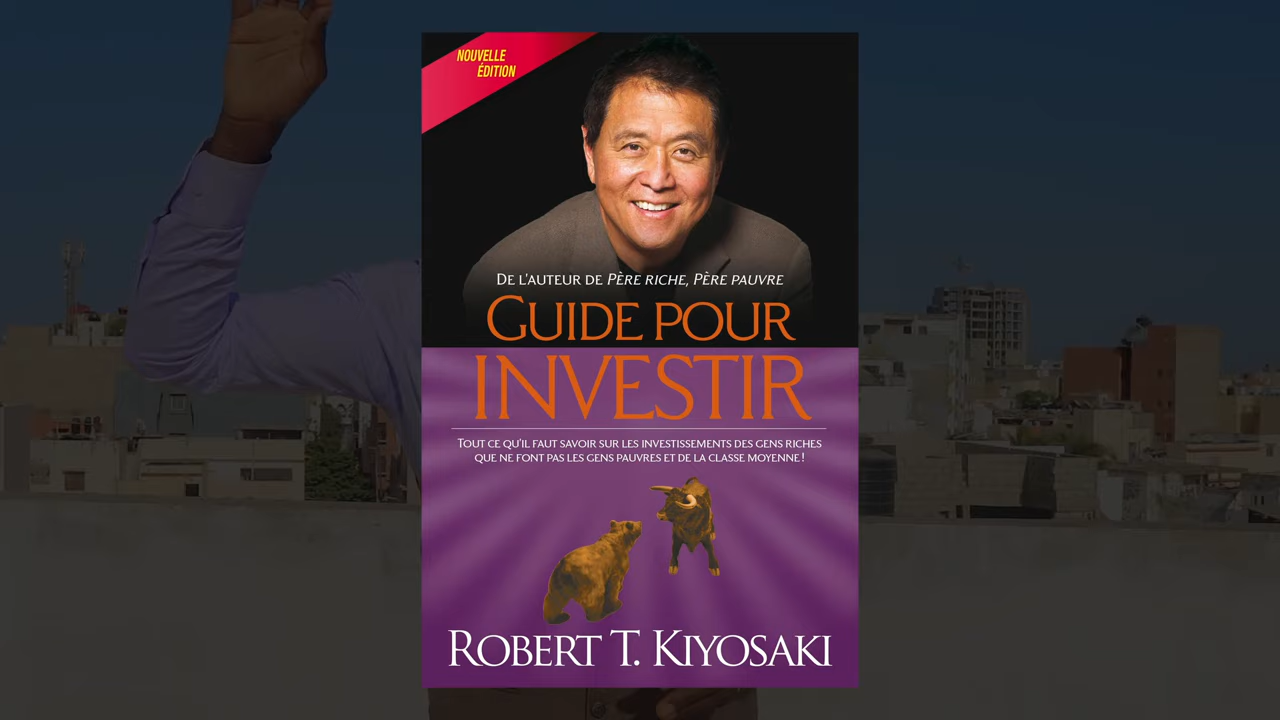 NOUVELLE
ÉDITION
DE L'AUTEUR DE PÈRE RICHE, PÈRE PAUVRE
GUIDE POUR
INVESTIR
TOUT CE QU'IL FAUT SAVOIR SUR LES INVESTISSEMENTS DES GENS RICHES
QUE NE FONT PAS LES GENS PAUVRES ET DE LA CLASSE MOYENNE !
ROBERT T. KIYOSAKI